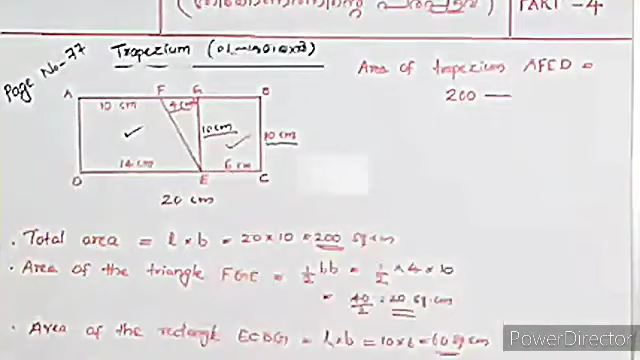 PART -4
Page No-77
Trapezium
Area of trapezium AFED =
200 —
A F G B
10 cm 4 cm
10 cm 10 cm
14 cm 6 cm
D E C
20 cm
. Total area = l × b = 20 × 10 = 200 sq cm
. Area of the triangle FGE = 1/2 bh = 1/2 × 4 × 10
= 40/2 = 20 sq.cm
. Area of the rectangle ECBG = l × b = 10 × 6 = 60 sq cm
PowerDirector